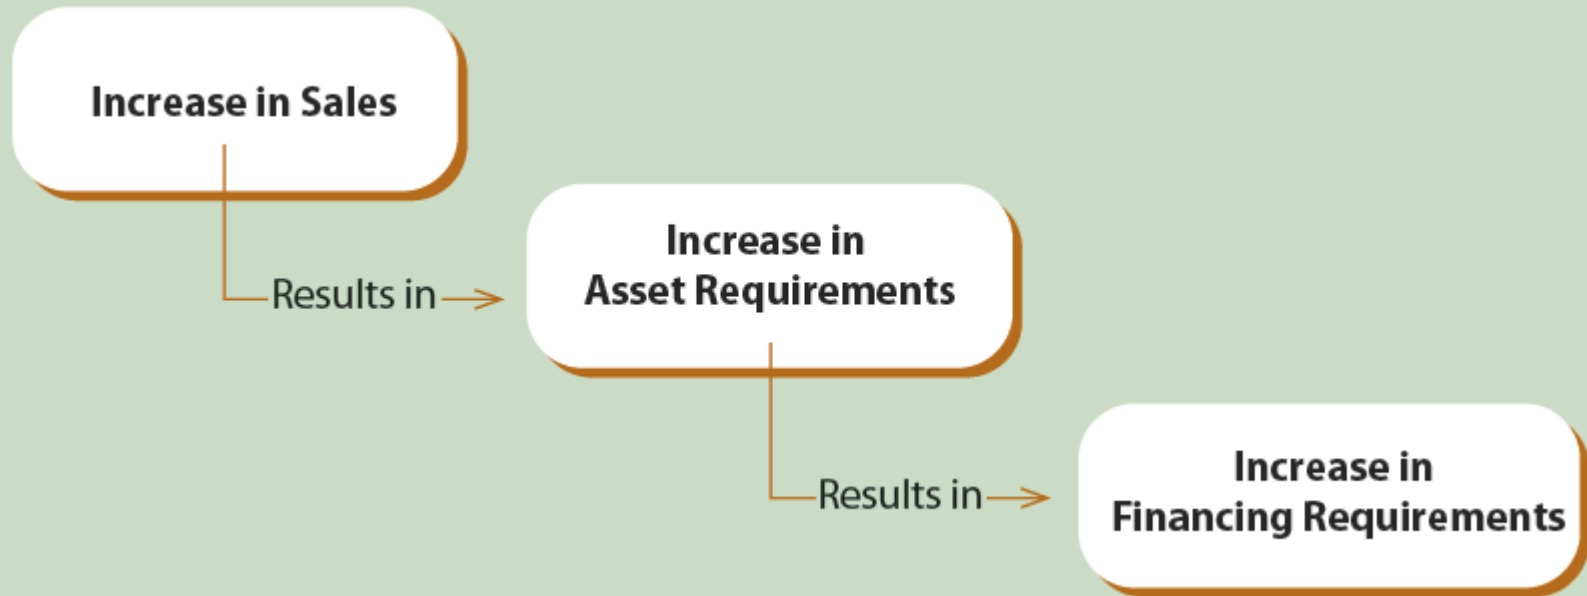 Increase in Sales
Results in
Increase in
Asset Requirements
Results in
Increase in
Financing Requirements